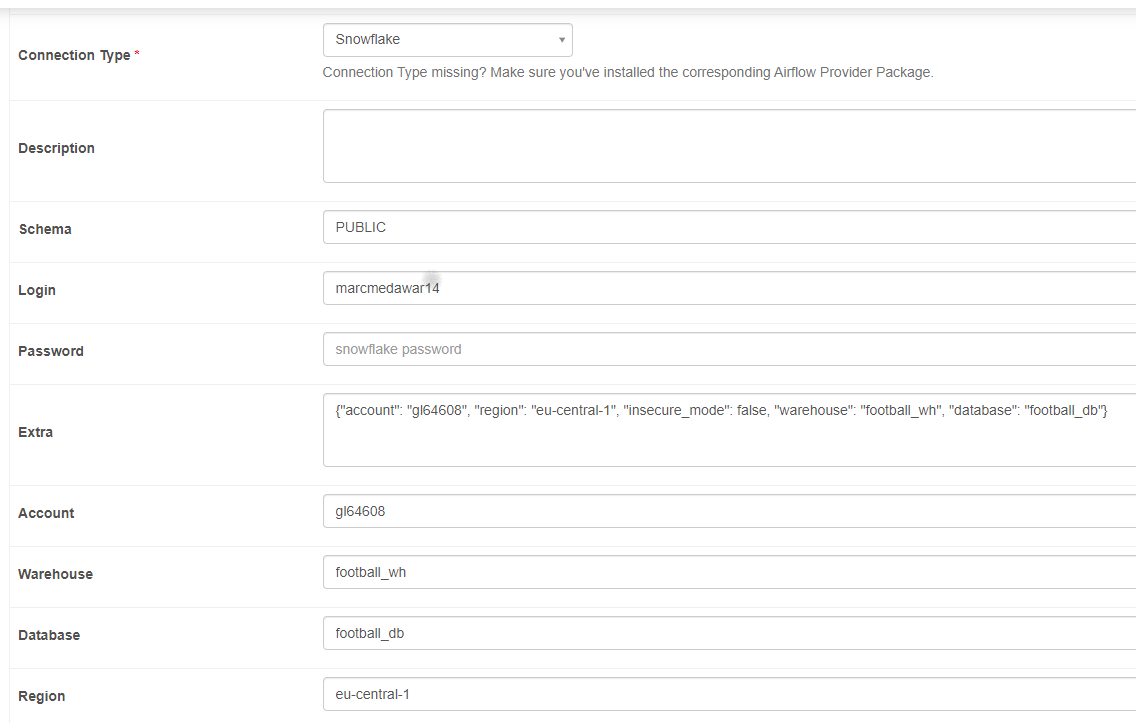 Connection Type *
Snowflake
Connection Type missing? Make sure you've installed the corresponding Airflow Provider Package.
Description
Schema
PUBLIC
Login
marcmedawar14
Password
snowflake password
Extra
{"account": "gl64608", "region": "eu-central-1", "insecure_mode": false, "warehouse": "football_wh", "database": "football_db"}
Account
gl64608
Warehouse
football_wh
Database
football_db
Region
eu-central-1